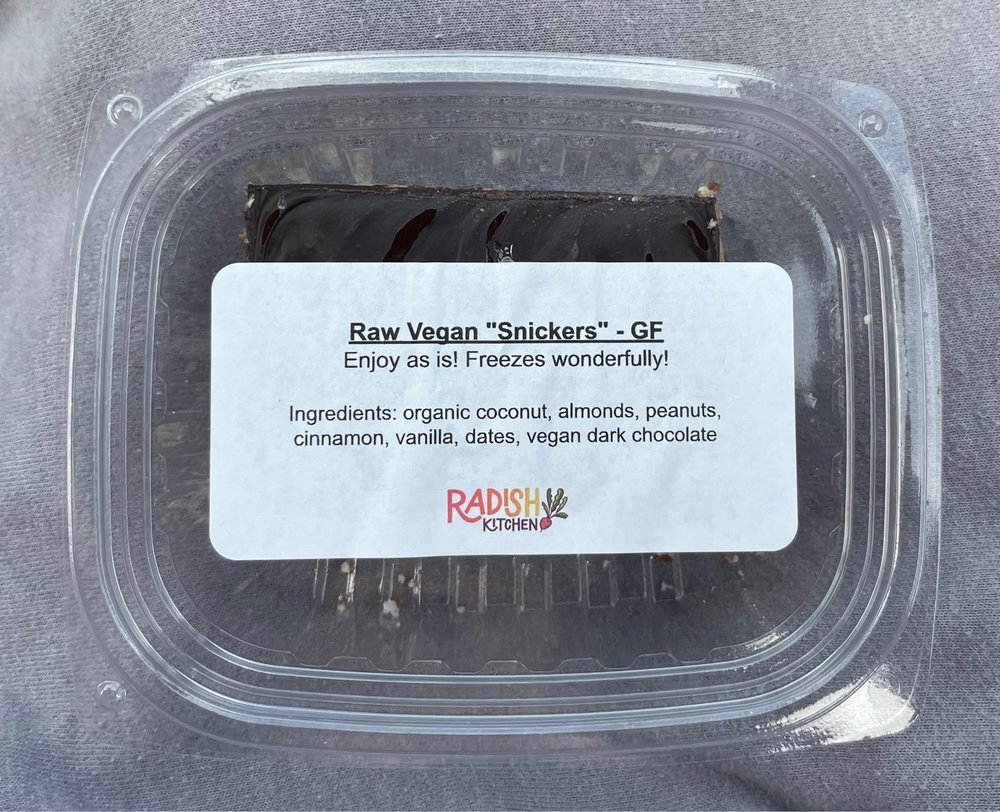 Raw Vegan "Snickers" - GF
Enjoy as is! Freezes wonderfully!
Ingredients: organic coconut, almonds, peanuts,
cinnamon, vanilla, dates, vegan dark chocolate
RADISH
KITCHEN